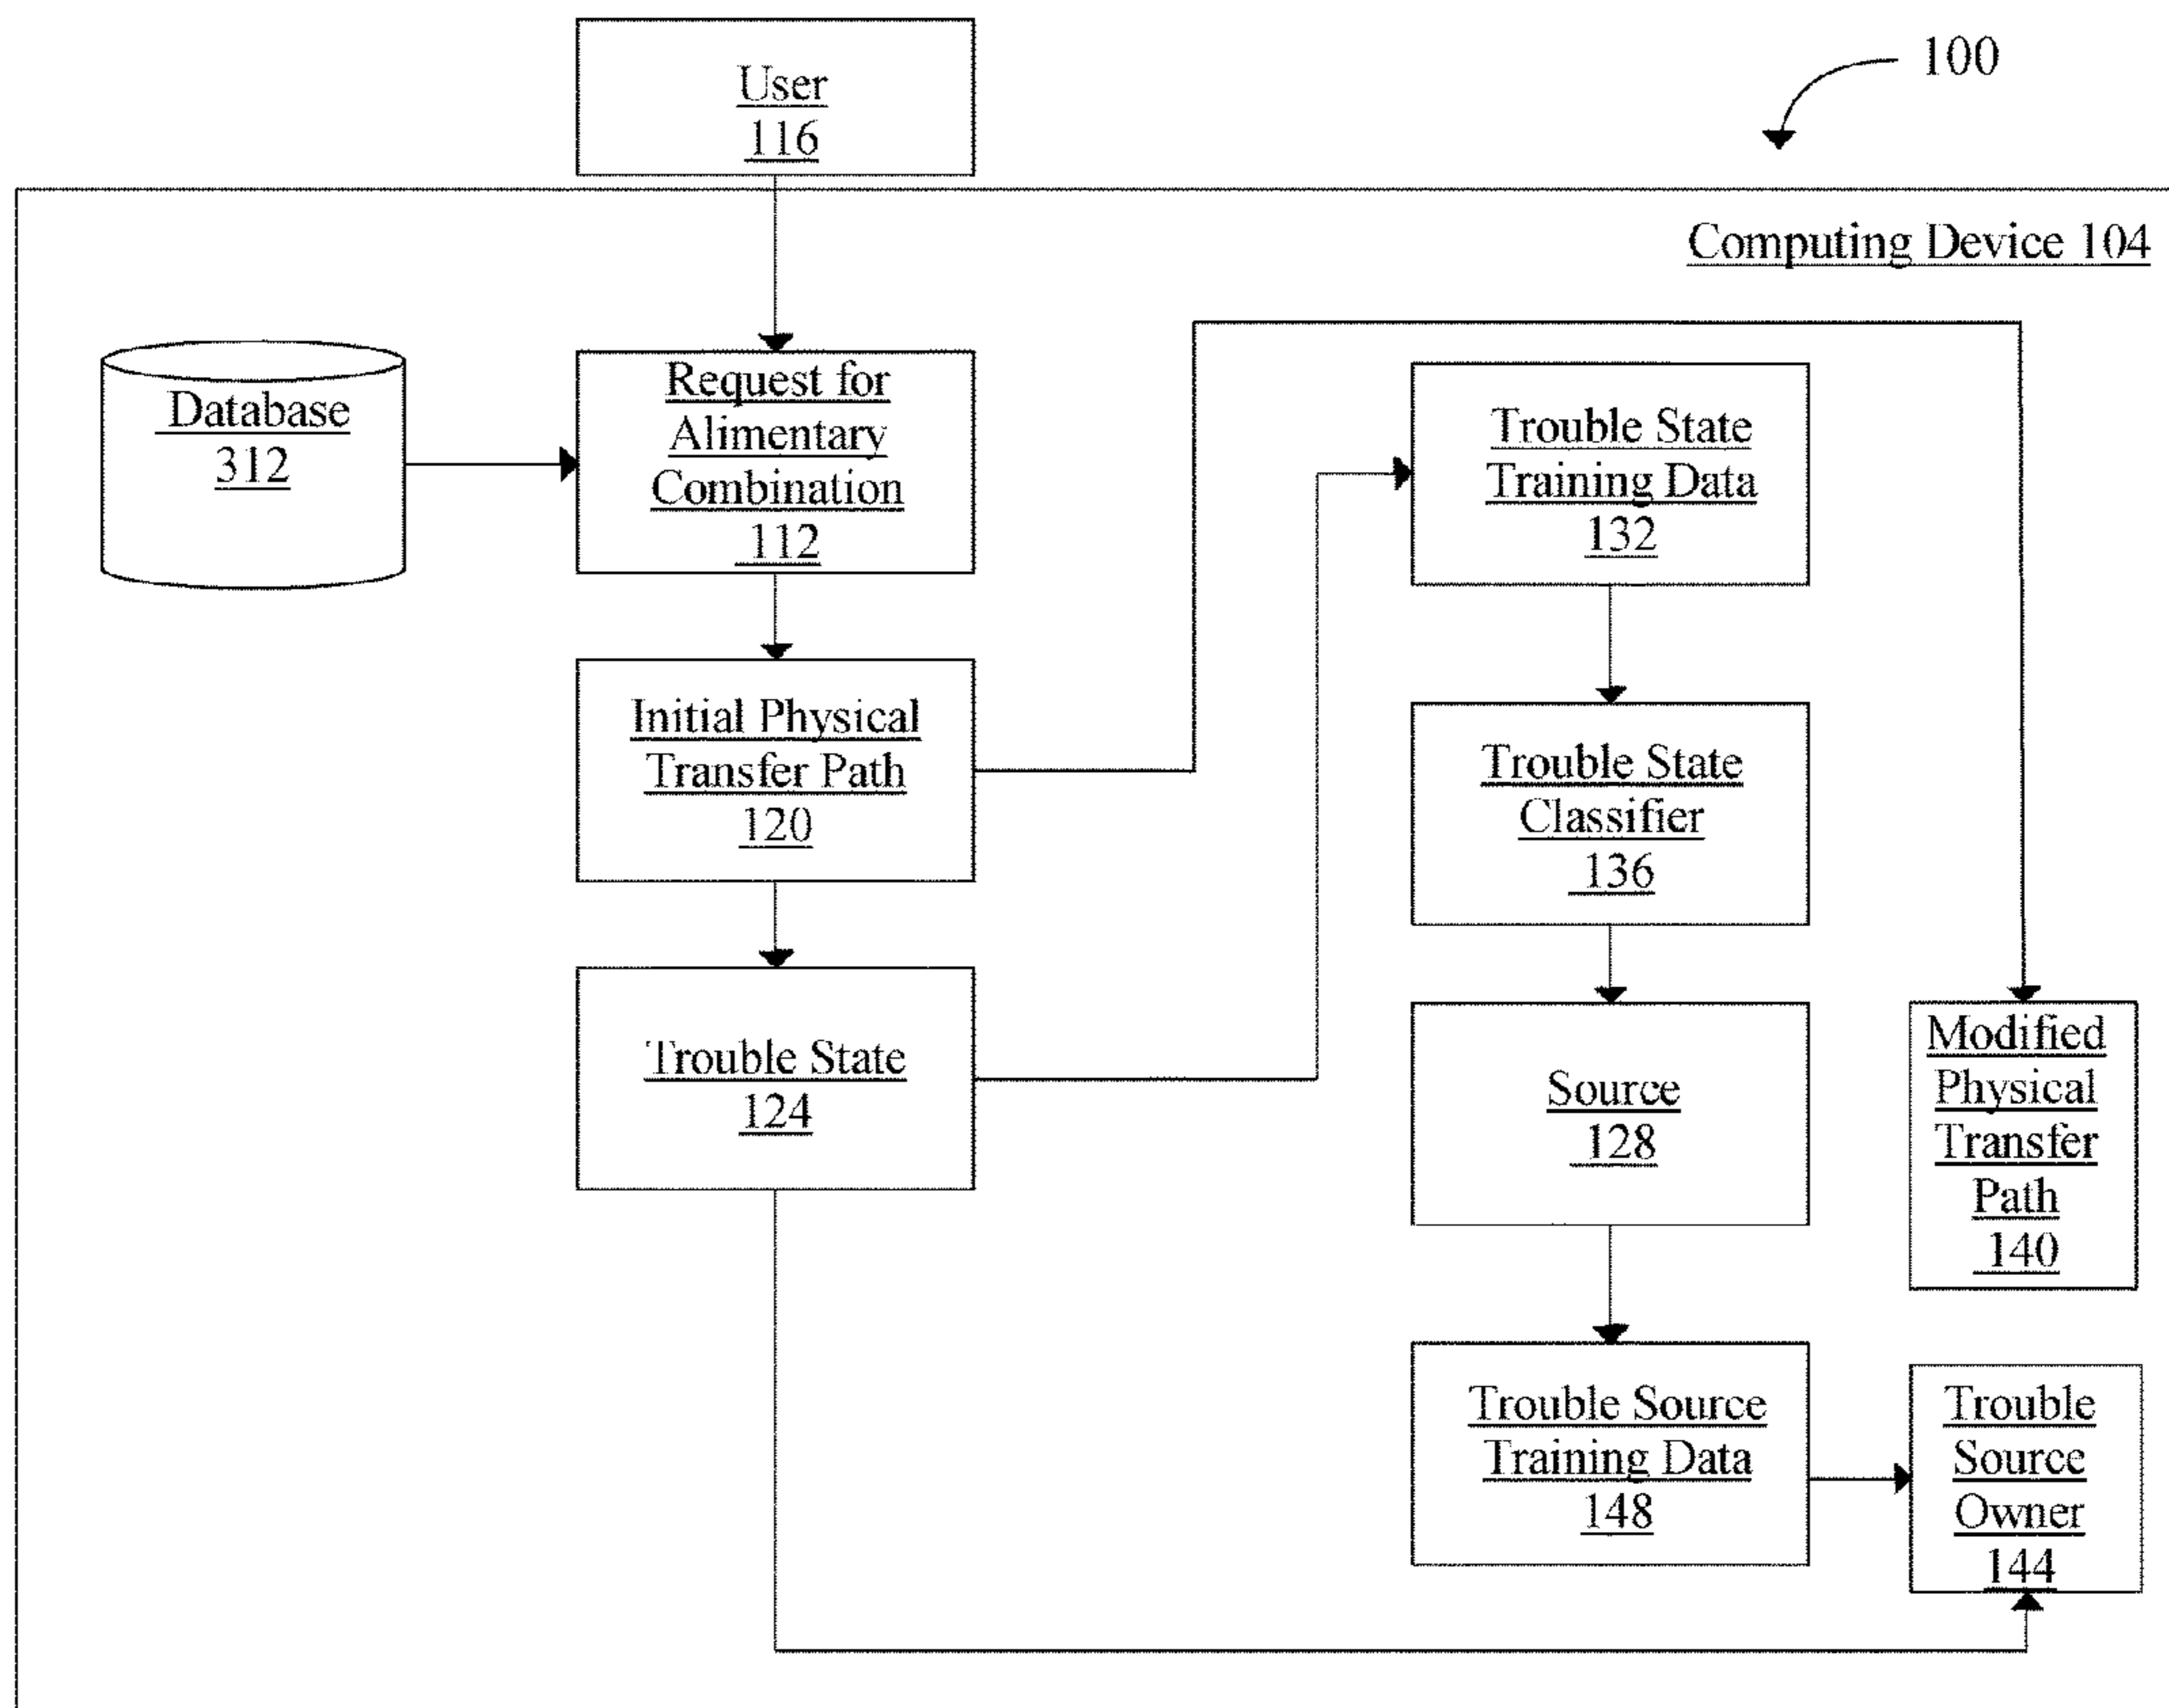 User
116
100
Computing Device 104
Database
312
Request for
Alimentary
Combination
112
Initial Physical
Transfer Path
120
Trouble State
124
Trouble State
Training Data
132
Trouble State
Classifier
136
Source
128
Trouble Source
Training Data
148
Modified
Physical
Transfer
Path
140
Trouble
Source
Owner
144